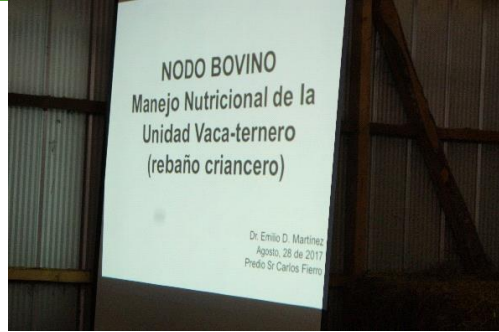 NODO BOVINO
Manejo Nutricional de la
Unidad Vaca-ternero
(rebaño criancero)
Dr. Emilio D. Martínez
Agosto, 28 de 2017
Predio Sr Carlos Fierro